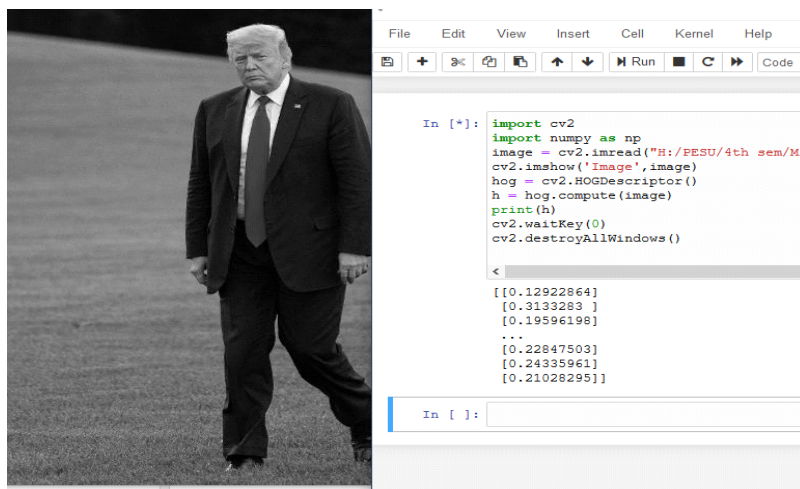 File Edit View Insert Cell Kernel Help
Run Code
In [*]: import cv2
import numpy as np
image = cv2.imread("H:/PESU/4th sem/M
cv2.imshow('Image',image)
hog = cv2.HOGDescriptor()
h = hog.compute(image)
print(h)
cv2.waitKey(0)
cv2.destroyAllWindows()
[[0.12922864]
[0.3133283 ]
[0.19596198]
...
[0.22847503]
[0.24335961]
[0.21028295]]
In [ ]: